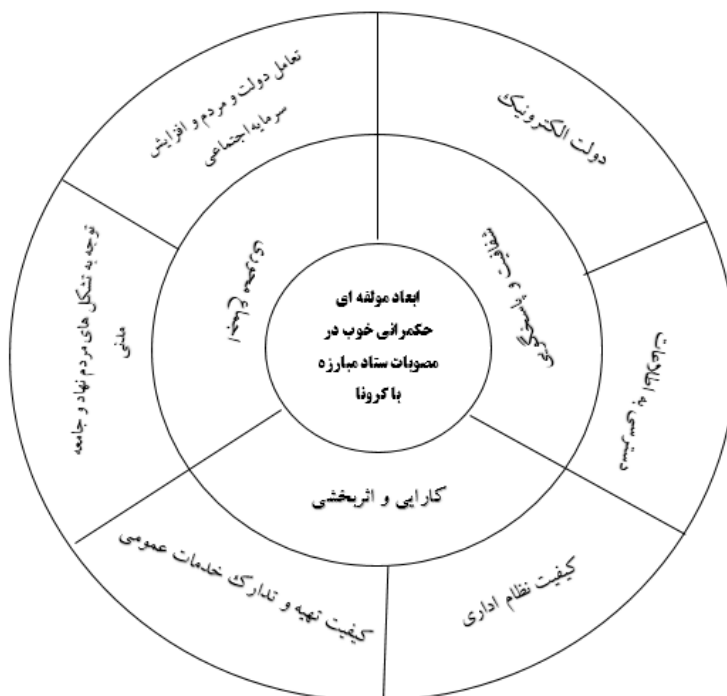 ابعاد مولفه ای
حکمرانی خوب در
مصوبات ستاد مبارزه
با کرونا
شفافیت و پاسخگویی
اجماع محوری
کارایی و اثربخشی
دولت الکترونیک
دسترسی به اطلاعات
کیفیت نظام اداری
کیفیت تهیه و تدارک خدمات عمومی
توجه به تشکل های مردم نهاد و جامعه
مدنی
تعامل دولت و مردم و افزایش
سرمایه اجتماعی